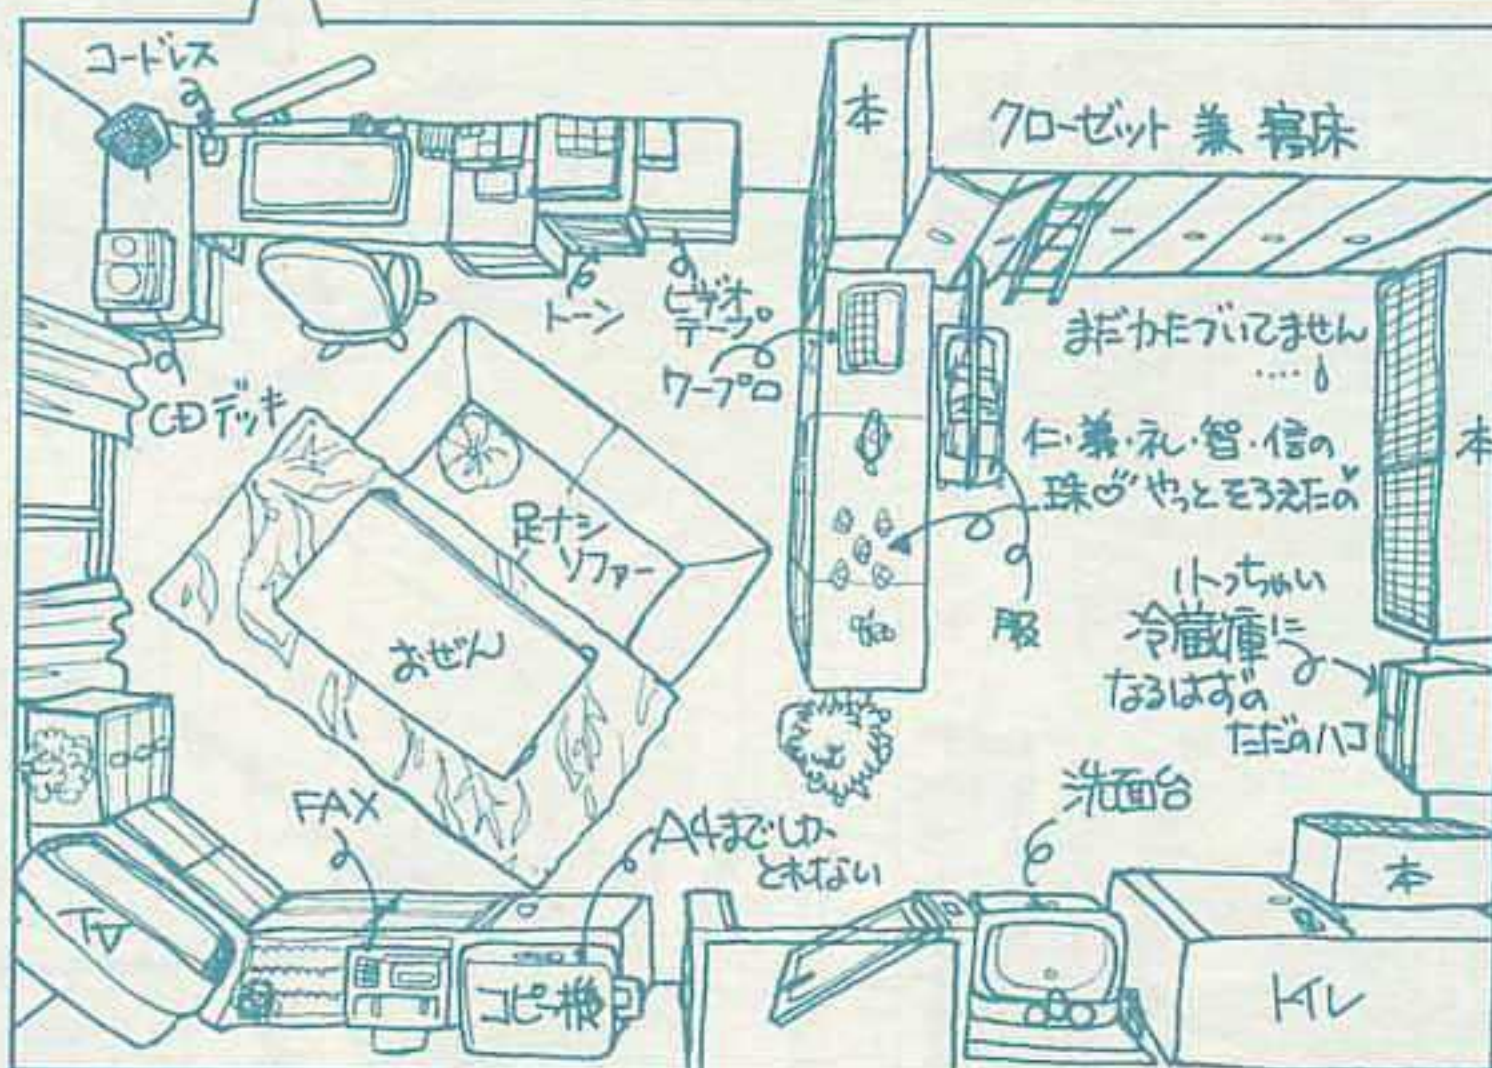 コードレス
本
クローゼット 兼 寝床
トーン
ビデオ
テープ
ワープロ
CDデッキ
まだかたづいてません
....
仁・義・礼・智・信の
珠♡やっとそろえたの♥
本
足ナシ
ソファー
おぜん
服
小っちゃい
冷蔵庫に
なるはずの
ただのハコ
FAX
A4までしか
とれない
洗面台
本
TV
コピー機
トイレ